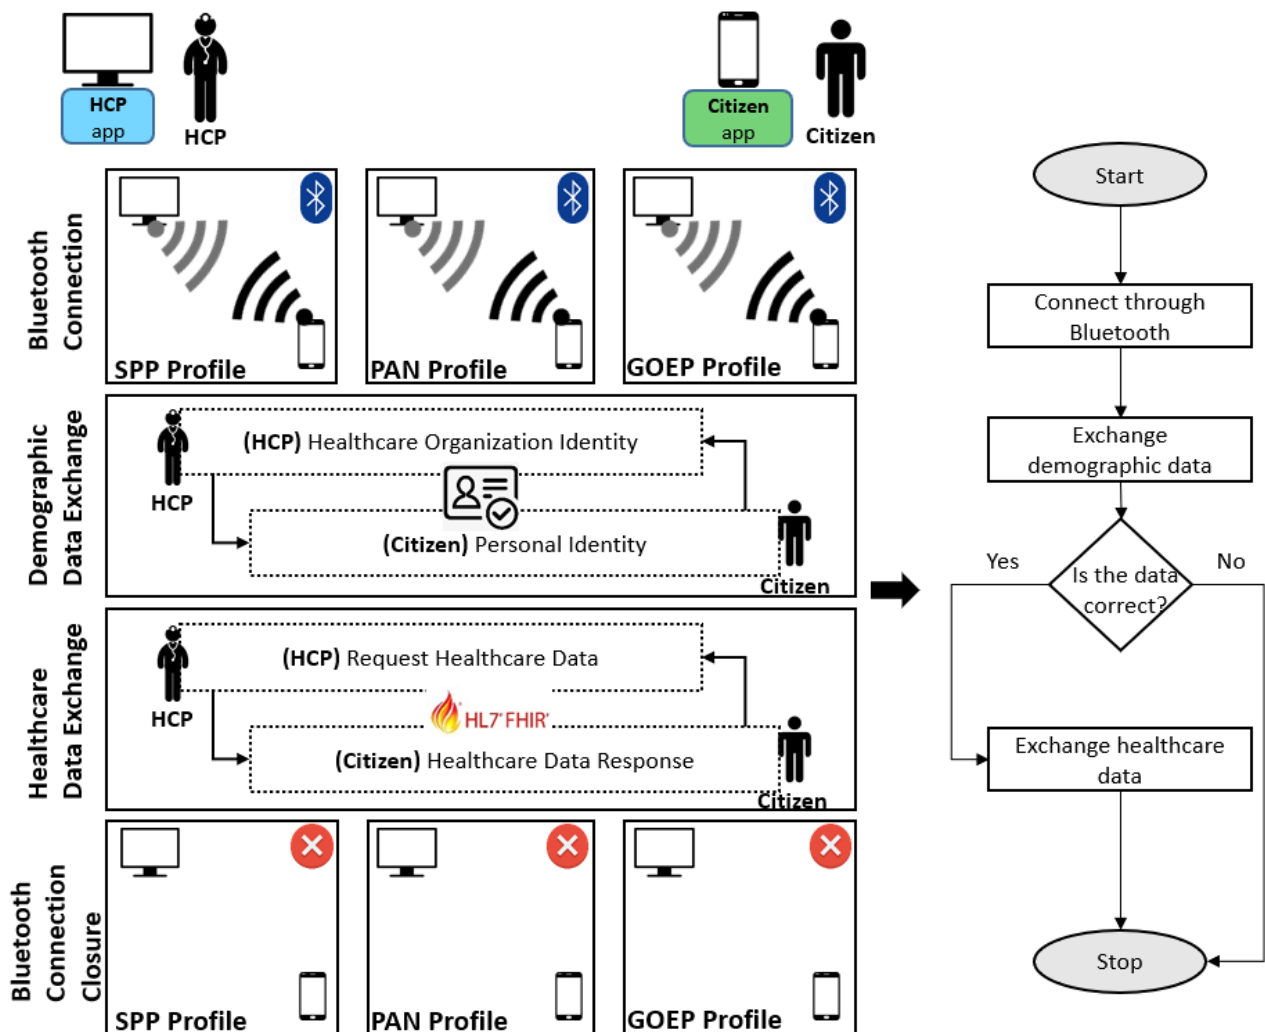 HCP
app
HCP
Citizen
app
Citizen
Bluetooth
Connection
SPP Profile
PAN Profile
GOEP Profile
Demographic
Data Exchange
(HCP) Healthcare Organization Identity
HCP
(Citizen) Personal Identity
Citizen
Healthcare
Data Exchange
(HCP) Request Healthcare Data
HCP
HL7 FHIR
(Citizen) Healthcare Data Response
Citizen
Bluetooth
Connection
Closure
SPP Profile
PAN Profile
GOEP Profile
Start
Connect through
Bluetooth
Exchange
demographic data
Yes
Is the data
correct?
No
Exchange healthcare
data
Stop